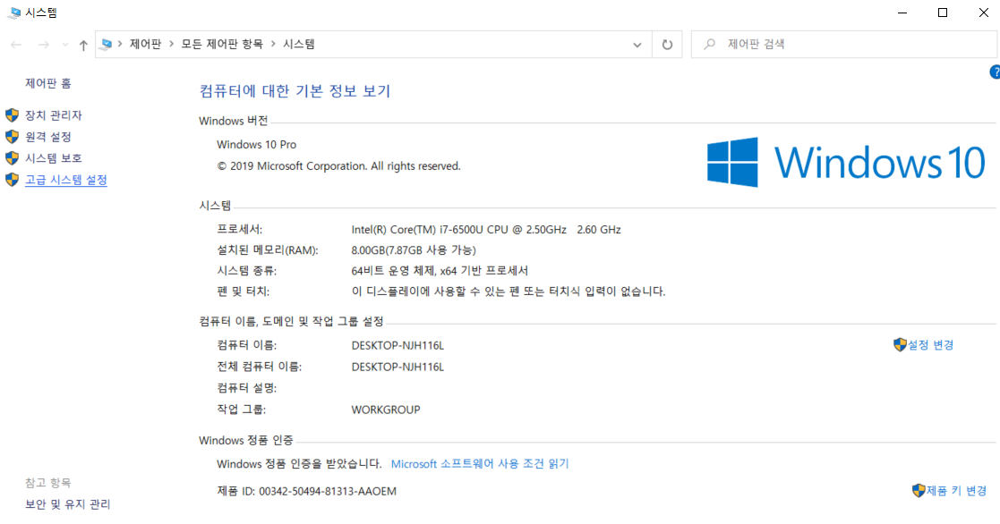 시스템
제어판 > 모든 제어판 항목 > 시스템
제어판 검색
?
제어판 홈
장치 관리자
원격 설정
시스템 보호
고급 시스템 설정
컴퓨터에 대한 기본 정보 보기
Windows 버전
Windows 10 Pro
© 2019 Microsoft Corporation. All rights reserved.
Windows 10
시스템
프로세서: Intel(R) Core(TM) i7-6500U CPU @ 2.50GHz 2.60 GHz
설치된 메모리(RAM): 8.00GB(7.87GB 사용 가능)
시스템 종류: 64비트 운영 체제, x64 기반 프로세서
펜 및 터치: 이 디스플레이에 사용할 수 있는 펜 또는 터치식 입력이 없습니다.
컴퓨터 이름, 도메인 및 작업 그룹 설정
컴퓨터 이름: DESKTOP-NJH116L 설정 변경
전체 컴퓨터 이름: DESKTOP-NJH116L
컴퓨터 설명:
작업 그룹: WORKGROUP
Windows 정품 인증
Windows 정품 인증을 받았습니다. Microsoft 소프트웨어 사용 조건 읽기
제품 ID: 00342-50494-81313-AAOEM 제품 키 변경
참고 항목
보안 및 유지 관리